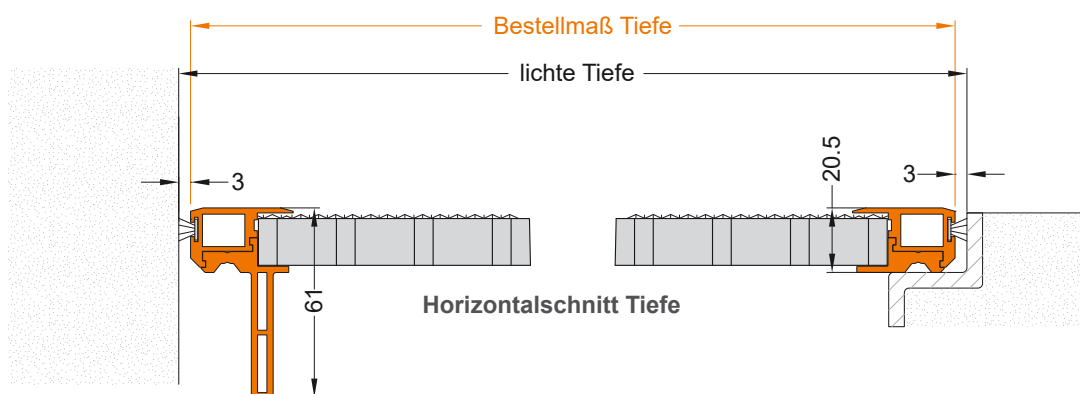 Bestellmaß Tiefe
lichte Tiefe
3
20.5
3
61
Horizontalschnitt Tiefe